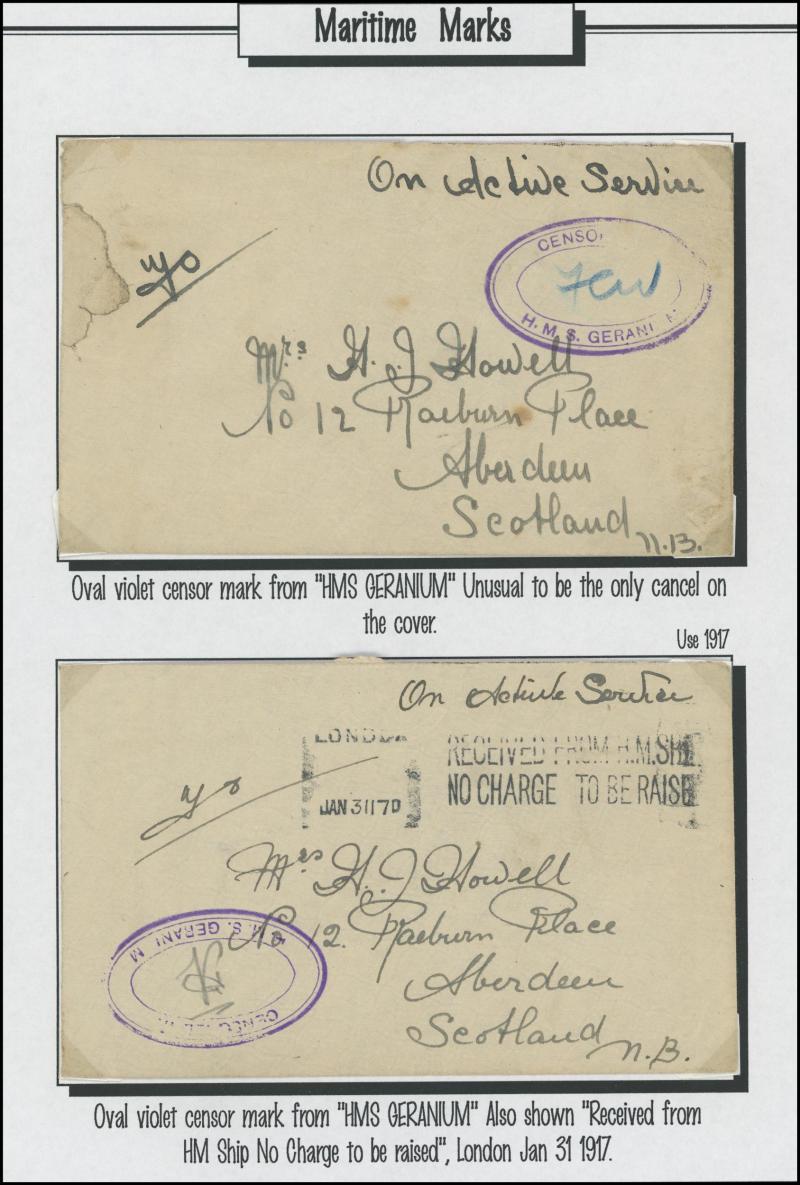 Maritime Marks
On Active Service
CENSO
yo
H.M.S. GERANI
Mrs H. J Howell
No 12 Raeburn Place
Aberdeen
Scotland
N.B.
Oval violet censor mark from "HMS GERANIUM" Unusual to be the only cancel on
the cover.
Use 1917
On Active Service
LONDO
RECEIVED FROM H.M.SHI
JAN 31 17
NO CHARGE TO BE RAISE
yo
Mrs H. J Howell
No 12. Raeburn Place
M.S. GERANI M
Aberdeen
Scotland
N.B.
Oval violet censor mark from "HMS GERANIUM" Also shown "Received from
HM Ship No Charge to be raised", London Jan 31 1917.